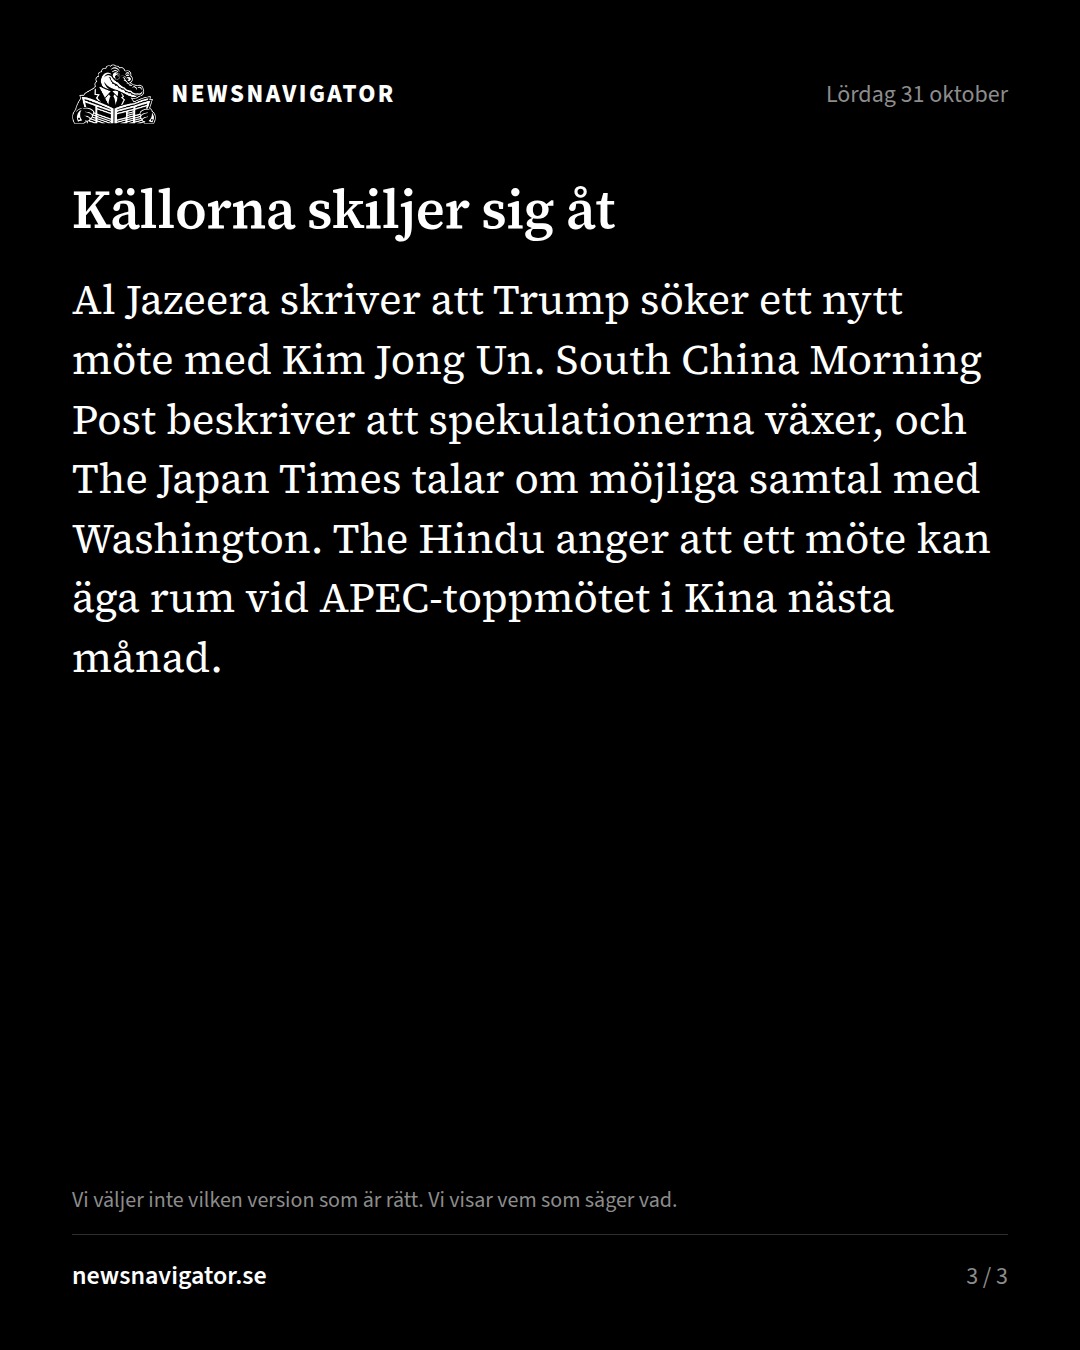 NEWSNAVIGATOR
Lördag 31 oktober
Källorna skiljer sig åt
Al Jazeera skriver att Trump söker ett nytt
möte med Kim Jong Un. South China Morning
Post beskriver att spekulationerna växer, och
The Japan Times talar om möjliga samtal med
Washington. The Hindu anger att ett möte kan
äga rum vid APEC-toppmötet i Kina nästa
månad.
Vi väljer inte vilken version som är rätt. Vi visar vem som säger vad.
newsnavigator.se
3 / 3